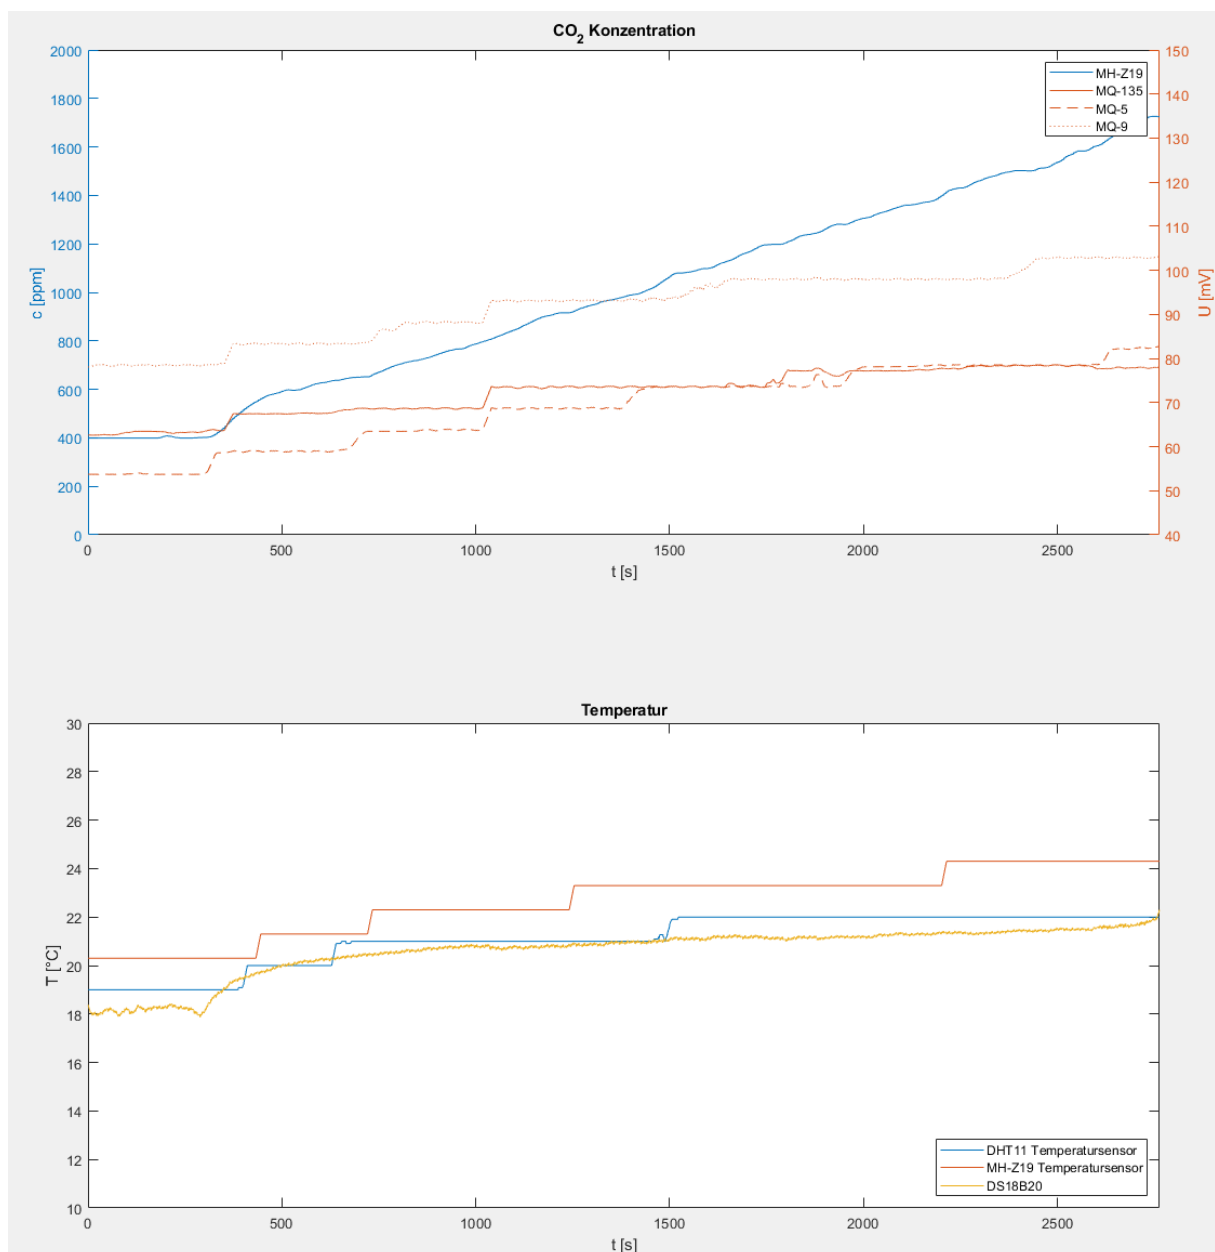 CO2 Konzentration
2000
1800
1600
1400
1200
1000
800
600
400
200
0
c [ppm]
150
140
130
120
110
100
90
80
70
60
50
40
U [mV]
MH-Z19
MQ-135
MQ-5
MQ-9
0 500 1000 1500 2000 2500
t [s]
Temperatur
30
28
26
24
22
20
18
16
14
12
10
T [°C]
DHT11 Temperatursensor
MH-Z19 Temperatursensor
DS18B20
0 500 1000 1500 2000 2500
t [s]